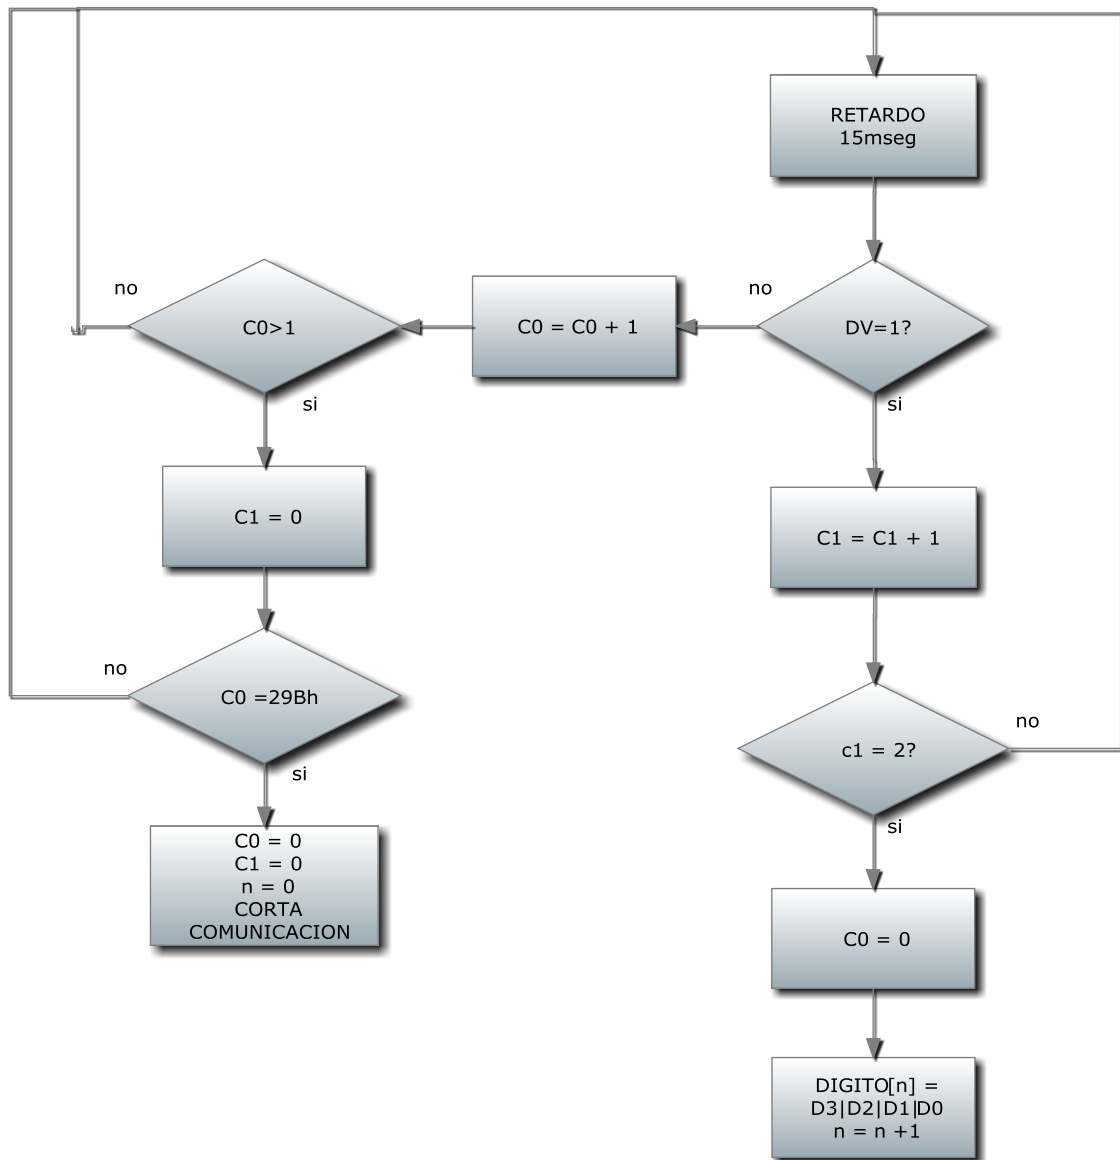 RETARDO
15mseg
no
C0>1
si
C0 = C0 + 1
no
DV=1?
si
C1 = 0
C1 = C1 + 1
no
C0 =29Bh
si
c1 = 2?
no
si
C0 = 0
C1 = 0
n = 0
CORTA
COMUNICACION
C0 = 0
DIGITO[n] =
D3|D2|D1|D0
n = n +1